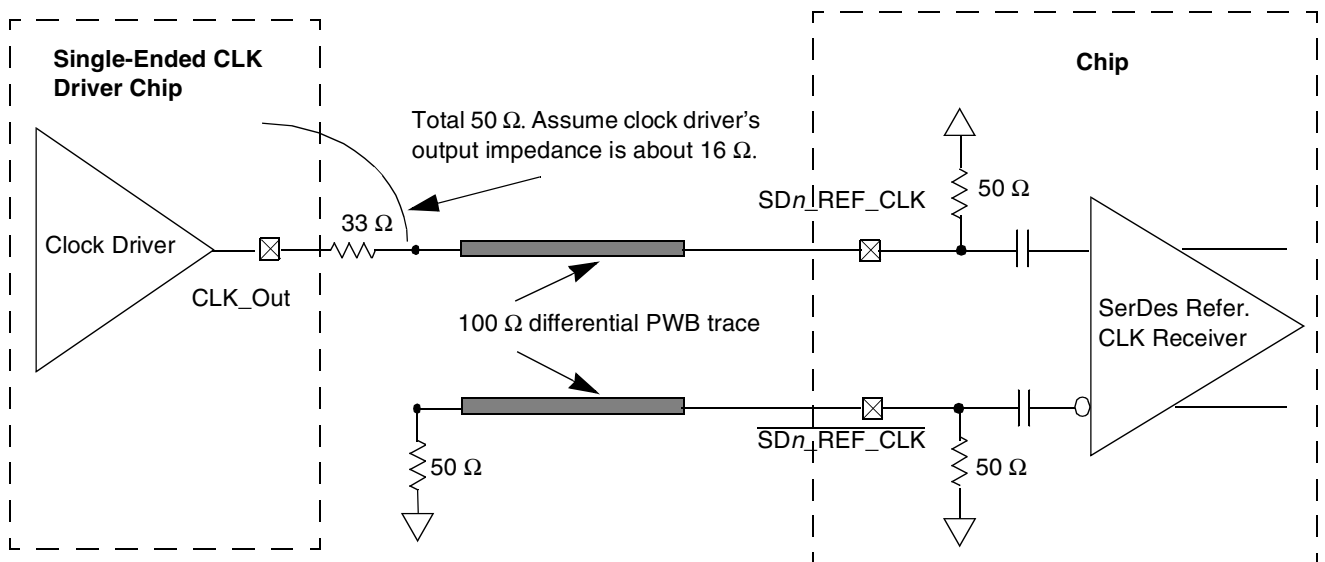 Single-Ended CLK
Driver Chip
Chip
Total 50 Ω. Assume clock driver's
output impedance is about 16 Ω.
50 Ω
SDn_REF_CLK
33 Ω
Clock Driver
CLK_Out
100 Ω differential PWB trace
SerDes Refer.
CLK Receiver
SDn_REF_CLK
50 Ω
50 Ω